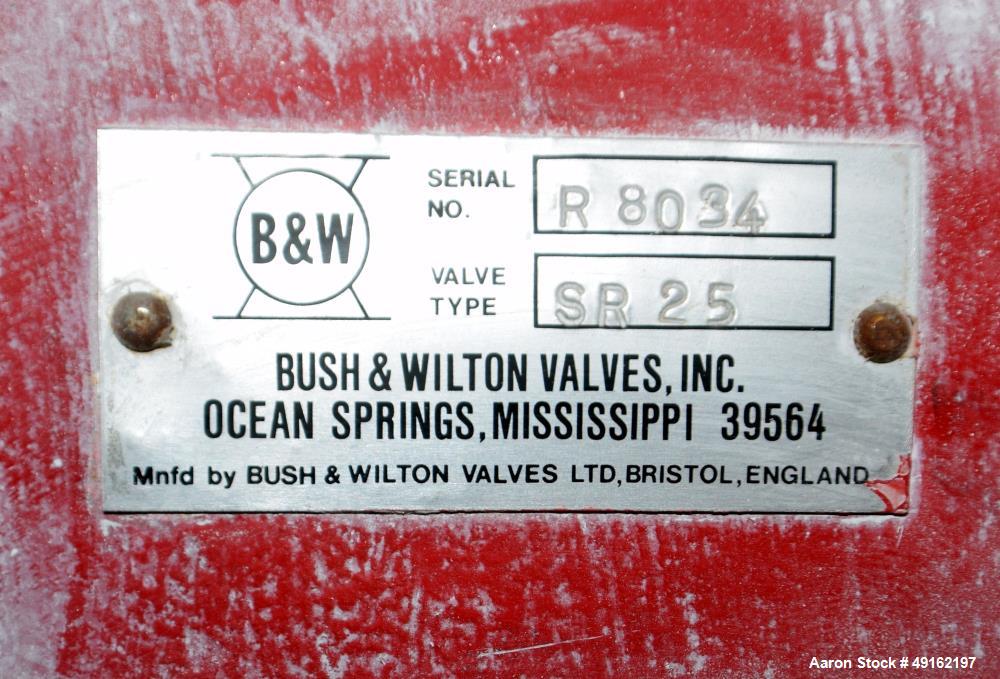 B&W
SERIAL NO.
R 8034
VALVE TYPE
SR 25
BUSH & WILTON VALVES, INC.
OCEAN SPRINGS, MISSISSIPPI 39564
Mnfd by BUSH & WILTON VALVES LTD, BRISTOL, ENGLAND
Aaron Stock # 49162197